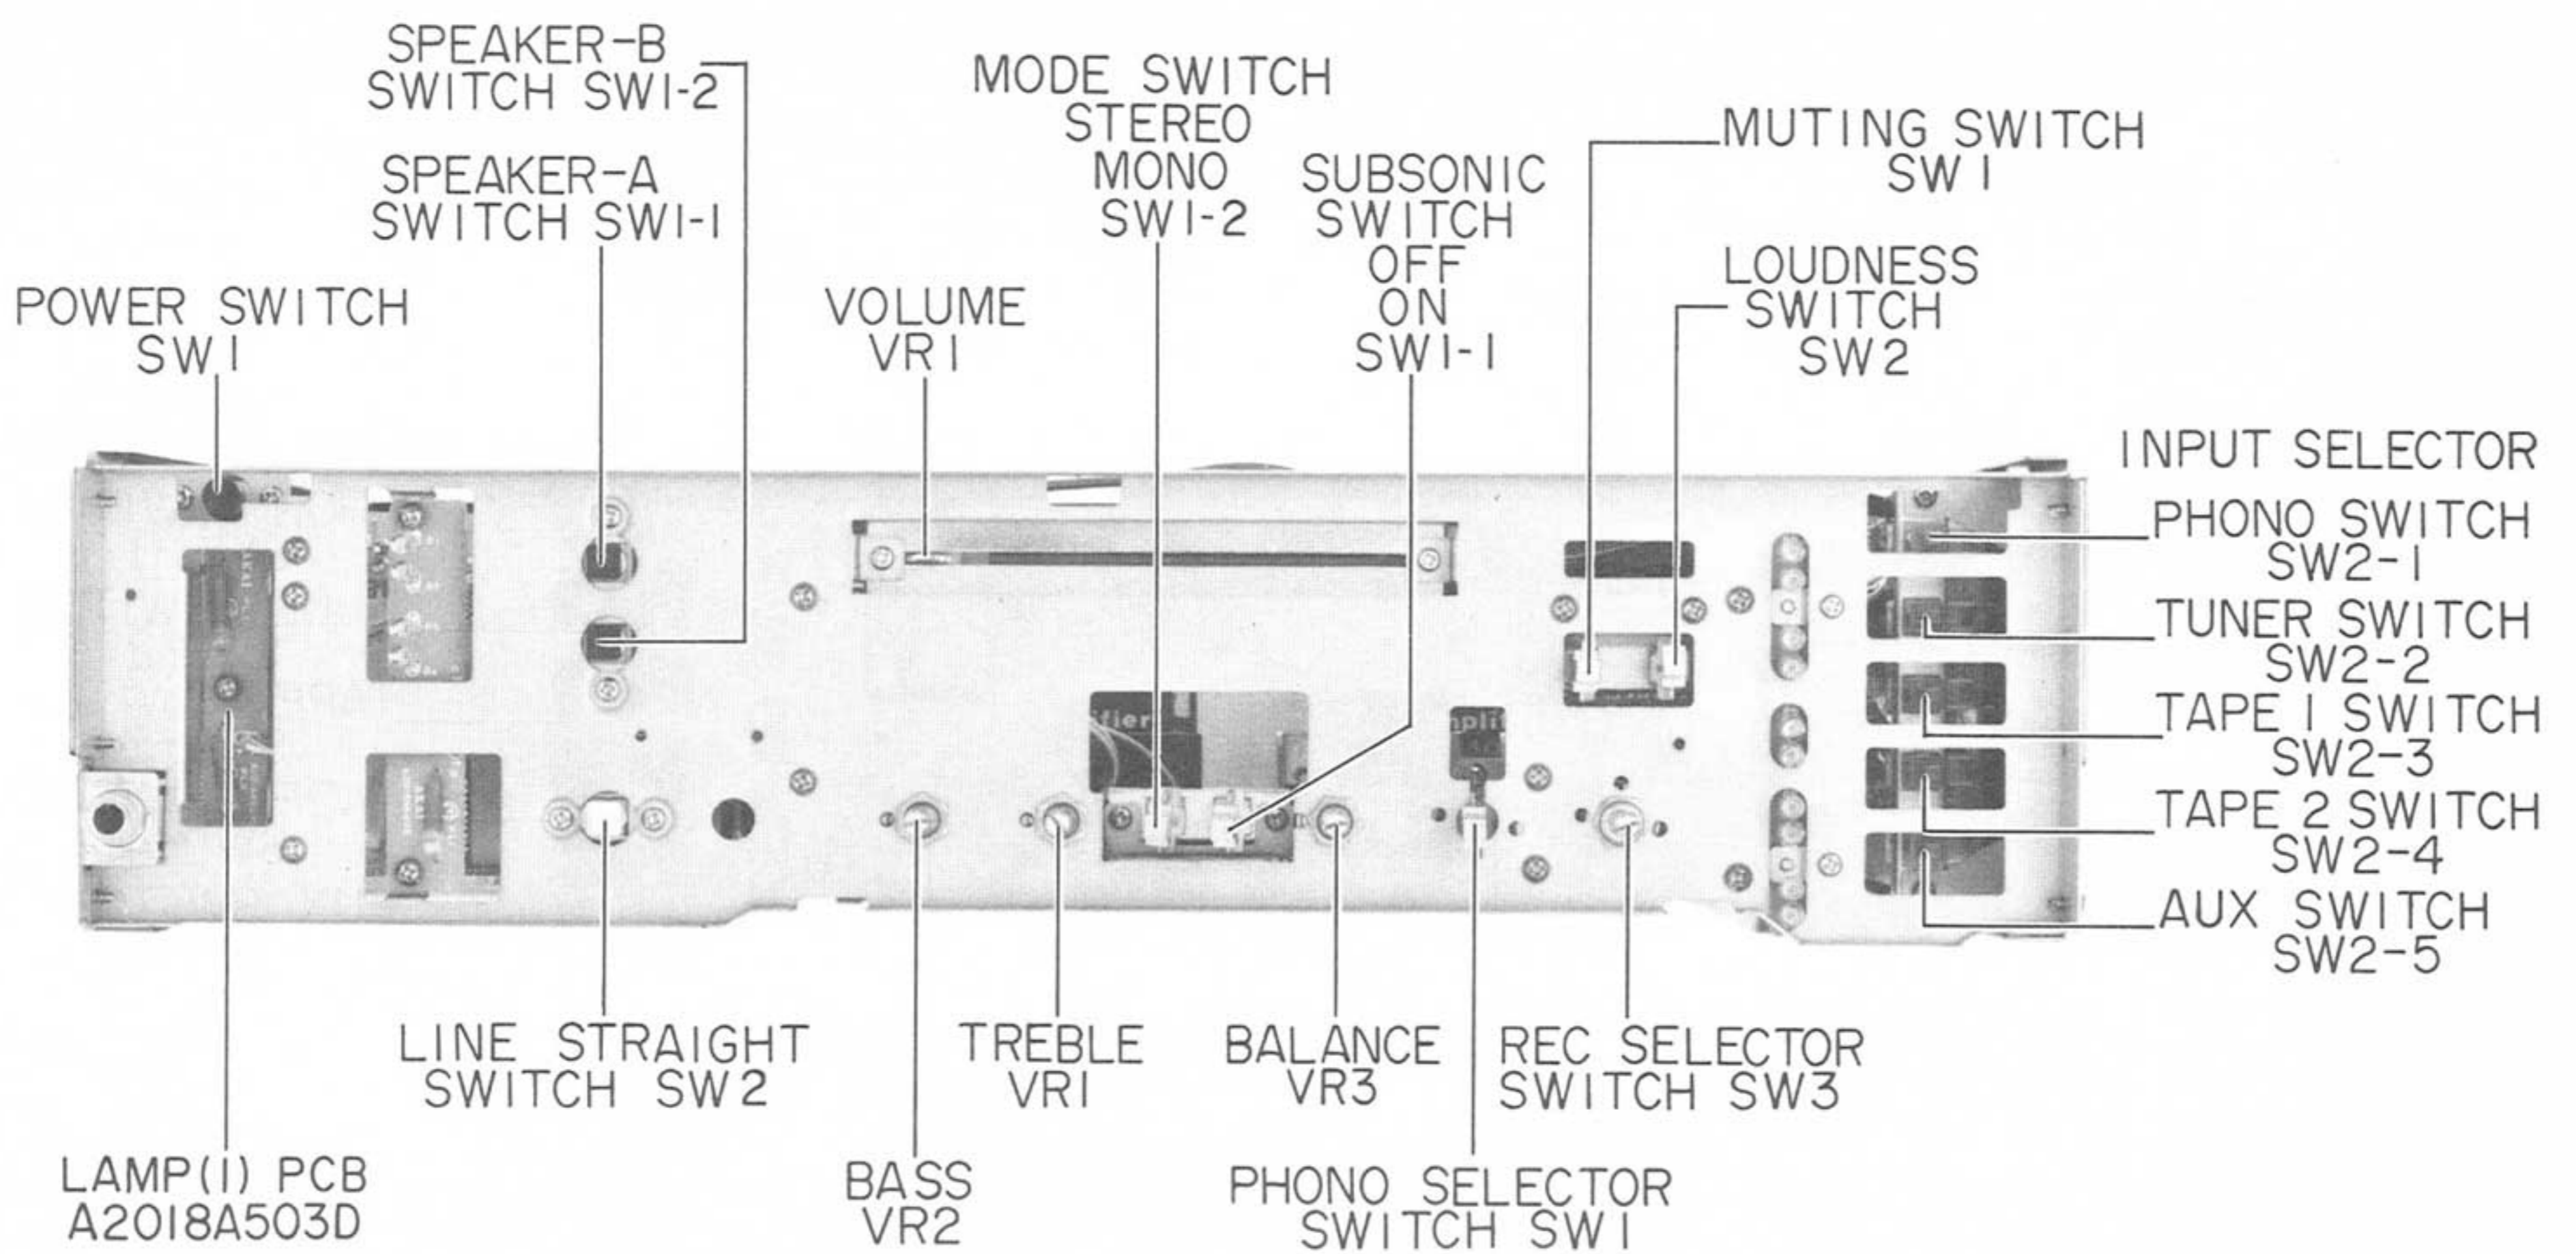 SPEAKER-B
SWITCH SW1-2
SPEAKER-A
SWITCH SW1-1
POWER SWITCH
SW1
VOLUME
VR1
MODE SWITCH
STEREO
MONO
SW1-2
SUBSONIC
SWITCH
OFF
ON
SW1-1
MUTING SWITCH
SW1
LOUDNESS
SWITCH
SW2
INPUT SELECTOR
PHONO SWITCH
SW2-1
TUNER SWITCH
SW2-2
TAPE 1 SWITCH
SW2-3
TAPE 2 SWITCH
SW2-4
AUX SWITCH
SW2-5
ifier
mplif
LINE STRAIGHT
SWITCH SW2
TREBLE
VR1
BALANCE
VR3
REC SELECTOR
SWITCH SW3
LAMP(1) PCB
A2018A503D
BASS
VR2
PHONO SELECTOR
SWITCH SW1